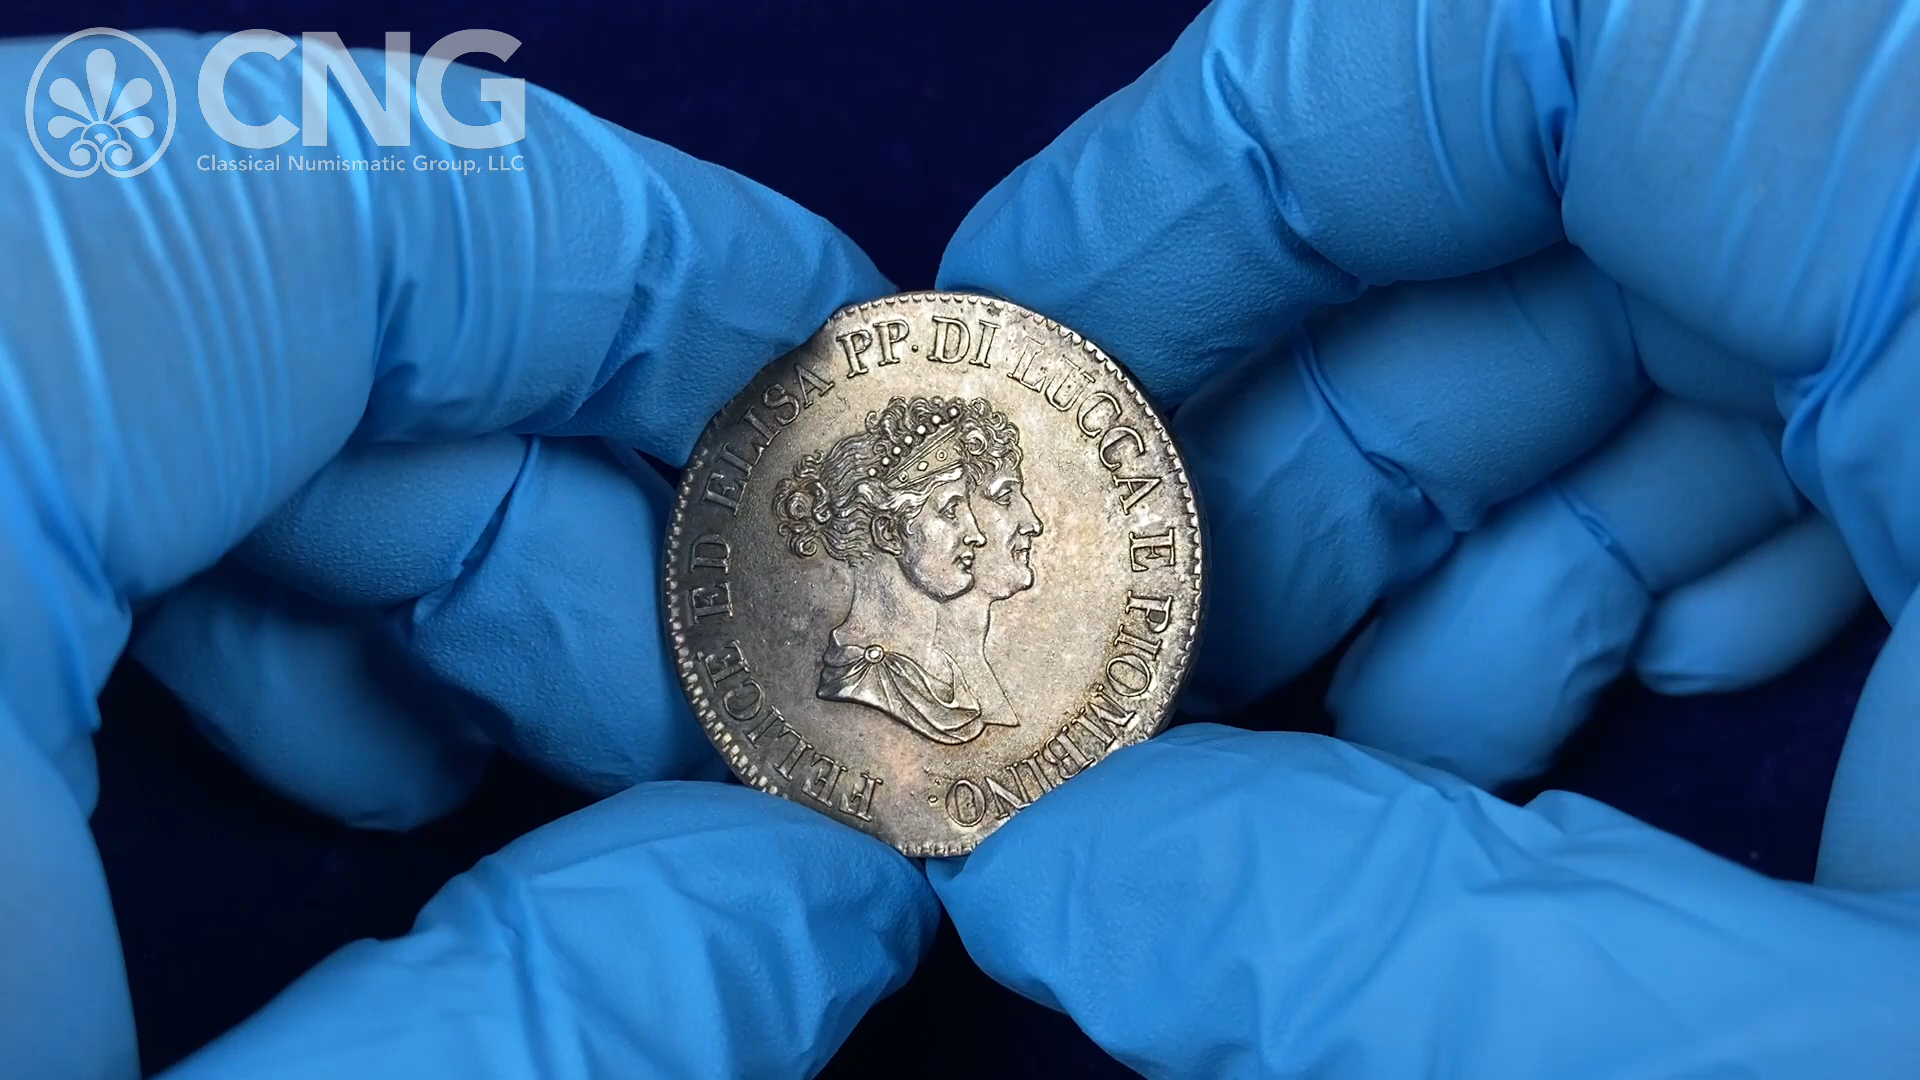 CNG
Classical Numismatic Group, LLC
FELICE ED ELISA PP. DI LUCCA E PIOMBINO.